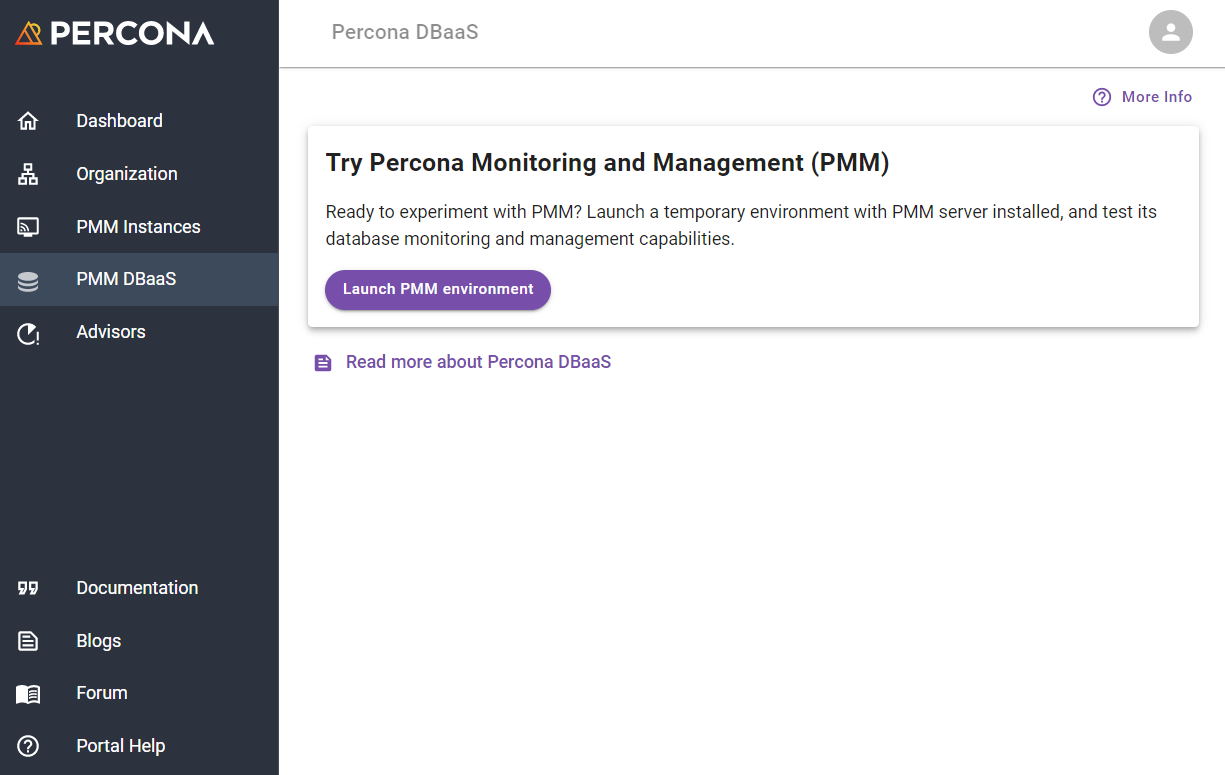 PERCONA
Dashboard
Organization
PMM Instances
PMM DBaaS
Advisors
Documentation
Blogs
Forum
Portal Help
Percona DBaaS
More Info
Try Percona Monitoring and Management (PMM)
Ready to experiment with PMM? Launch a temporary environment with PMM server installed, and test its
database monitoring and management capabilities.
Launch PMM environment
Read more about Percona DBaaS